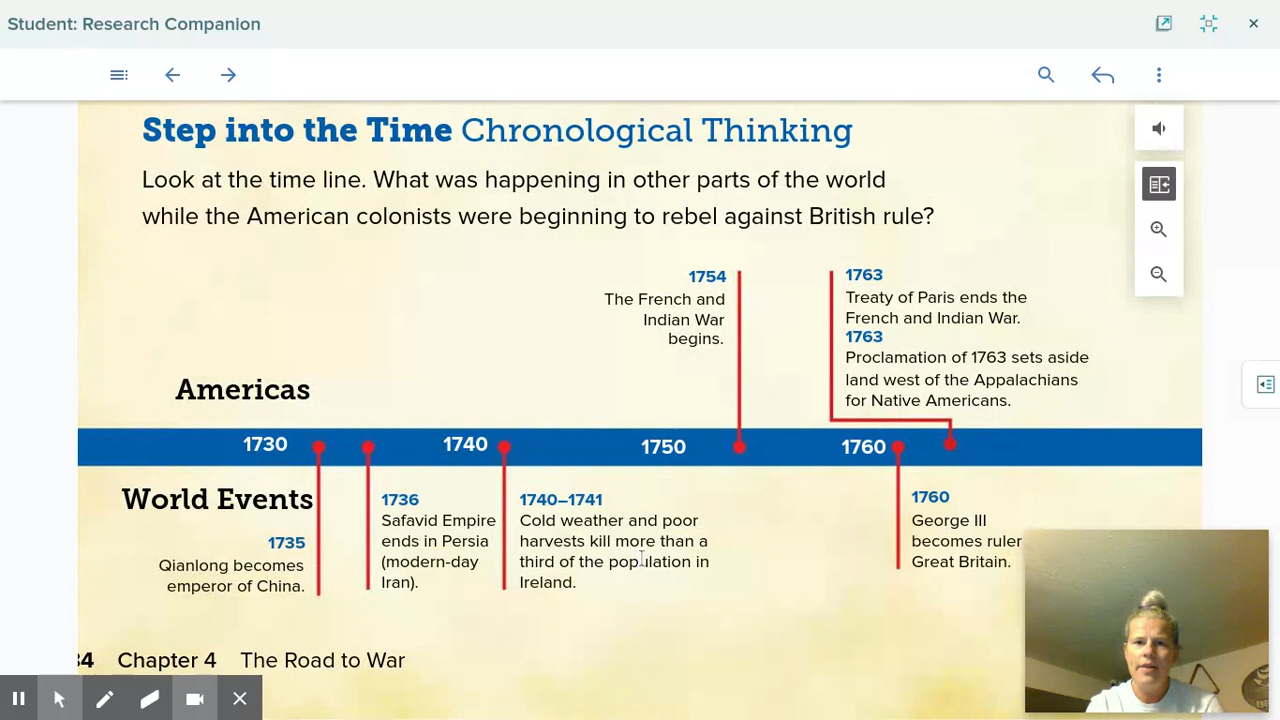 Student: Research Companion
Step into the Time Chronological Thinking
Look at the time line. What was happening in other parts of the world
while the American colonists were beginning to rebel against British rule?
1754
The French and
Indian War
begins.
1763
Treaty of Paris ends the
French and Indian War.
1763
Proclamation of 1763 sets aside
land west of the Appalachians
for Native Americans.
Americas
1730 1740 1750 1760
World Events
1735
Qianlong becomes
emperor of China.
1736
Safavid Empire
ends in Persia
(modern-day
Iran).
1740–1741
Cold weather and poor
harvests kill more than a
third of the population in
Ireland.
1760
George III
becomes ruler
Great Britain.
34 Chapter 4 The Road to War